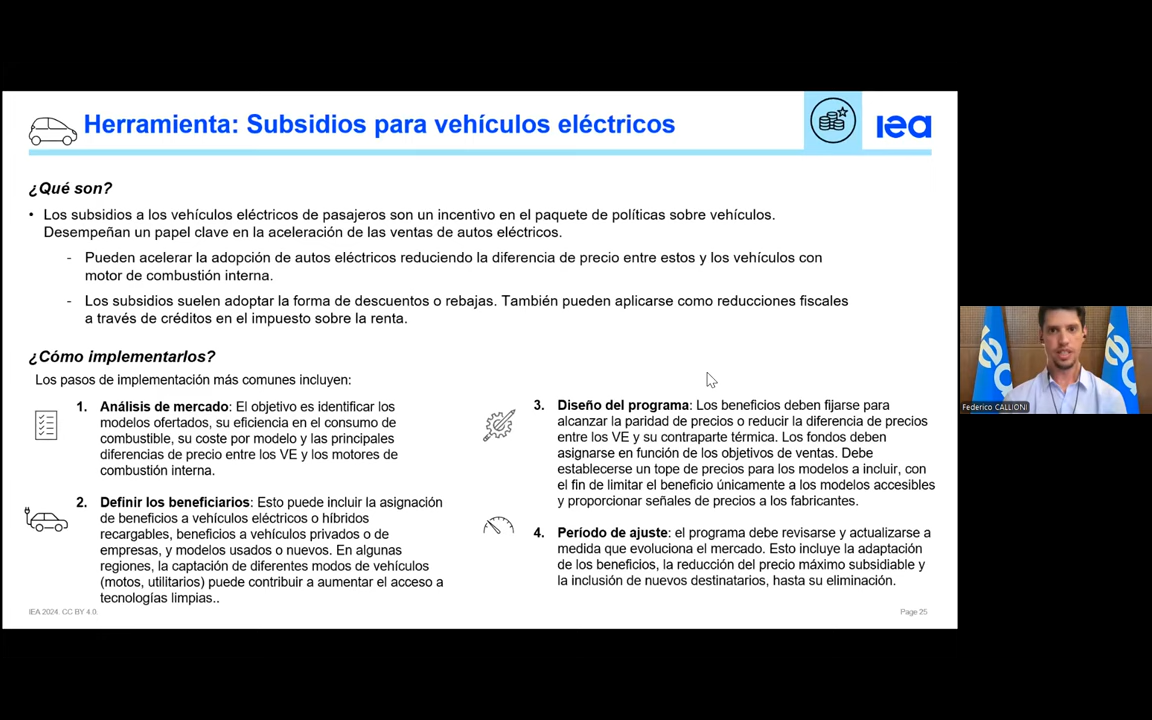 Herramienta: Subsidios para vehículos eléctricos
iea
¿Qué son?
• Los subsidios a los vehículos eléctricos de pasajeros son un incentivo en el paquete de políticas sobre vehículos.
Desempeñan un papel clave en la aceleración de las ventas de autos eléctricos.
- Pueden acelerar la adopción de autos eléctricos reduciendo la diferencia de precio entre estos y los vehículos con
motor de combustión interna.
- Los subsidios suelen adoptar la forma de descuentos o rebajas. También pueden aplicarse como reducciones fiscales
a través de créditos en el impuesto sobre la renta.
¿Cómo implementarlos?
Los pasos de implementación más comunes incluyen:
1. Análisis de mercado: El objetivo es identificar los
modelos ofertados, su eficiencia en el consumo de
combustible, su coste por modelo y las principales
diferencias de precio entre los VE y los motores de
combustión interna.
2. Definir los beneficiarios: Esto puede incluir la asignación
de beneficios a vehículos eléctricos o híbridos
recargables, beneficios a vehículos privados o de
empresas, y modelos usados o nuevos. En algunas
regiones, la captación de diferentes modos de vehículos
(motos, utilitarios) puede contribuir a aumentar el acceso a
tecnologías limpias..
3. Diseño del programa: Los beneficios deben fijarse para
alcanzar la paridad de precios o reducir la diferencia de precios
entre los VE y su contraparte térmica. Los fondos deben
asignarse en función de los objetivos de ventas. Debe
establecerse un tope de precios para los modelos a incluir, con
el fin de limitar el beneficio únicamente a los modelos accesibles
y proporcionar señales de precios a los fabricantes.
4. Período de ajuste: el programa debe revisarse y actualizarse a
medida que evoluciona el mercado. Esto incluye la adaptación
de los beneficios, la reducción del precio máximo subsidiable y
la inclusión de nuevos destinatarios, hasta su eliminación.
IEA 2024. CC BY 4.0.
Page 25
Federico CALLIONI